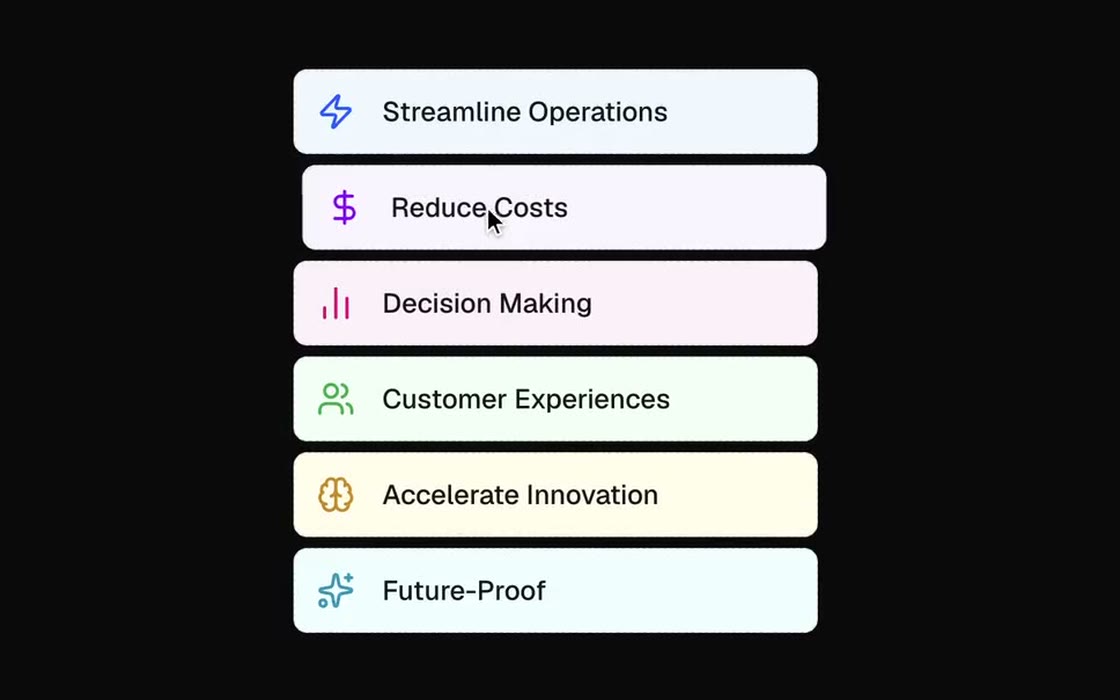 Streamline Operations
Reduce Costs
Decision Making
Customer Experiences
Accelerate Innovation
Future-Proof